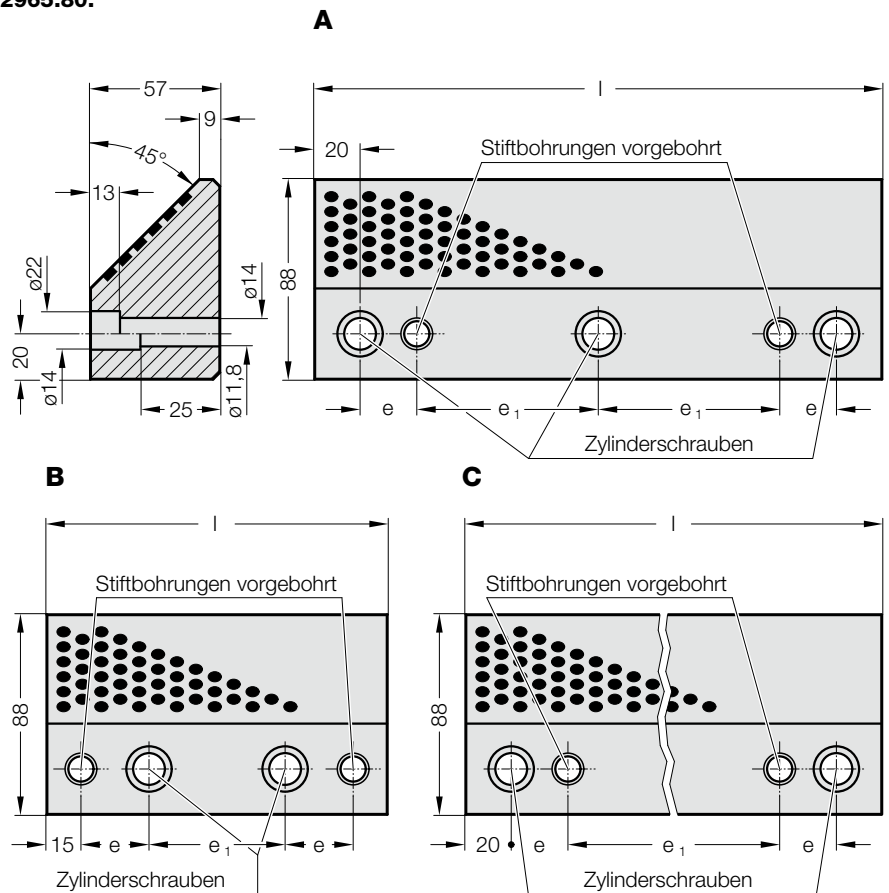 2965.80.
A
57
l
9
20
Stiftbohrungen vorgebohrt
45°
13
ø22
ø14
88
20
ø14
ø11,8
25
e
e1
e1
e
Zylinderschrauben
B
C
l
l
Stiftbohrungen vorgebohrt
Stiftbohrungen vorgebohrt
88
88
15
e
e1
e
20
e
e1
e
Zylinderschrauben
Zylinderschrauben